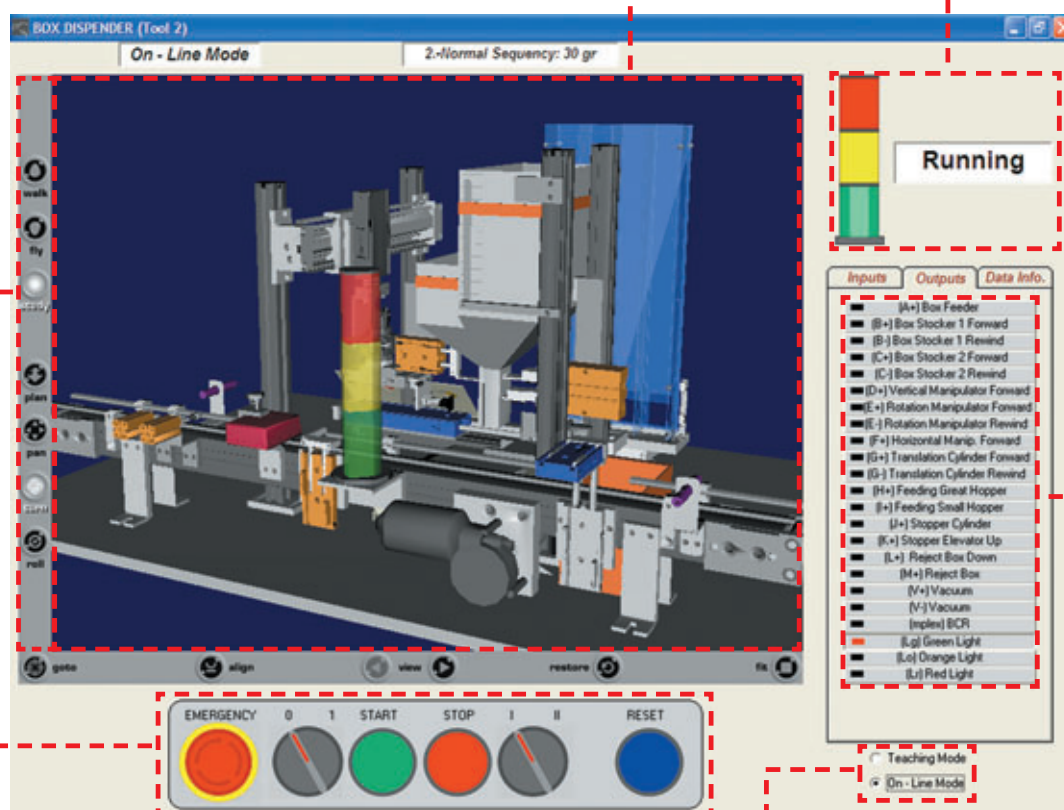 BOX DISPENDER (Tool 2)
On - Line Mode
2.-Normal Sequency: 30 gr
Running
walk
fly
plan
pan
turn
roll
Inputs Outputs Data Info.
(A+) Box Feeder
(B+) Box Stocker 1 Forward
(B-) Box Stocker 1 Rewind
(C+) Box Stocker 2 Forward
(C-) Box Stocker 2 Rewind
(D+) Vertical Manipulator Forward
(E+) Rotation Manipulator Forward
(E-) Rotation Manipulator Rewind
(F+) Horizontal Manip. Forward
(G+) Translation Cylinder Forward
(G-) Translation Cylinder Rewind
(H+) Feeding Great Hopper
(I+) Feeding Small Hopper
(J+) Stopper Cylinder
(K+) Stopper Elevator Up
(L+) Reject Box Down
(M+) Reject Box
(V+) Vacuum
(V-) Vacuum
(mplex) BCR
(Lg) Green Light
(Lo) Orange Light
(Lr) Red Light
goto align view restore fit
EMERGENCY 0 1 START STOP I II RESET
Teaching Mode
On - Line Mode